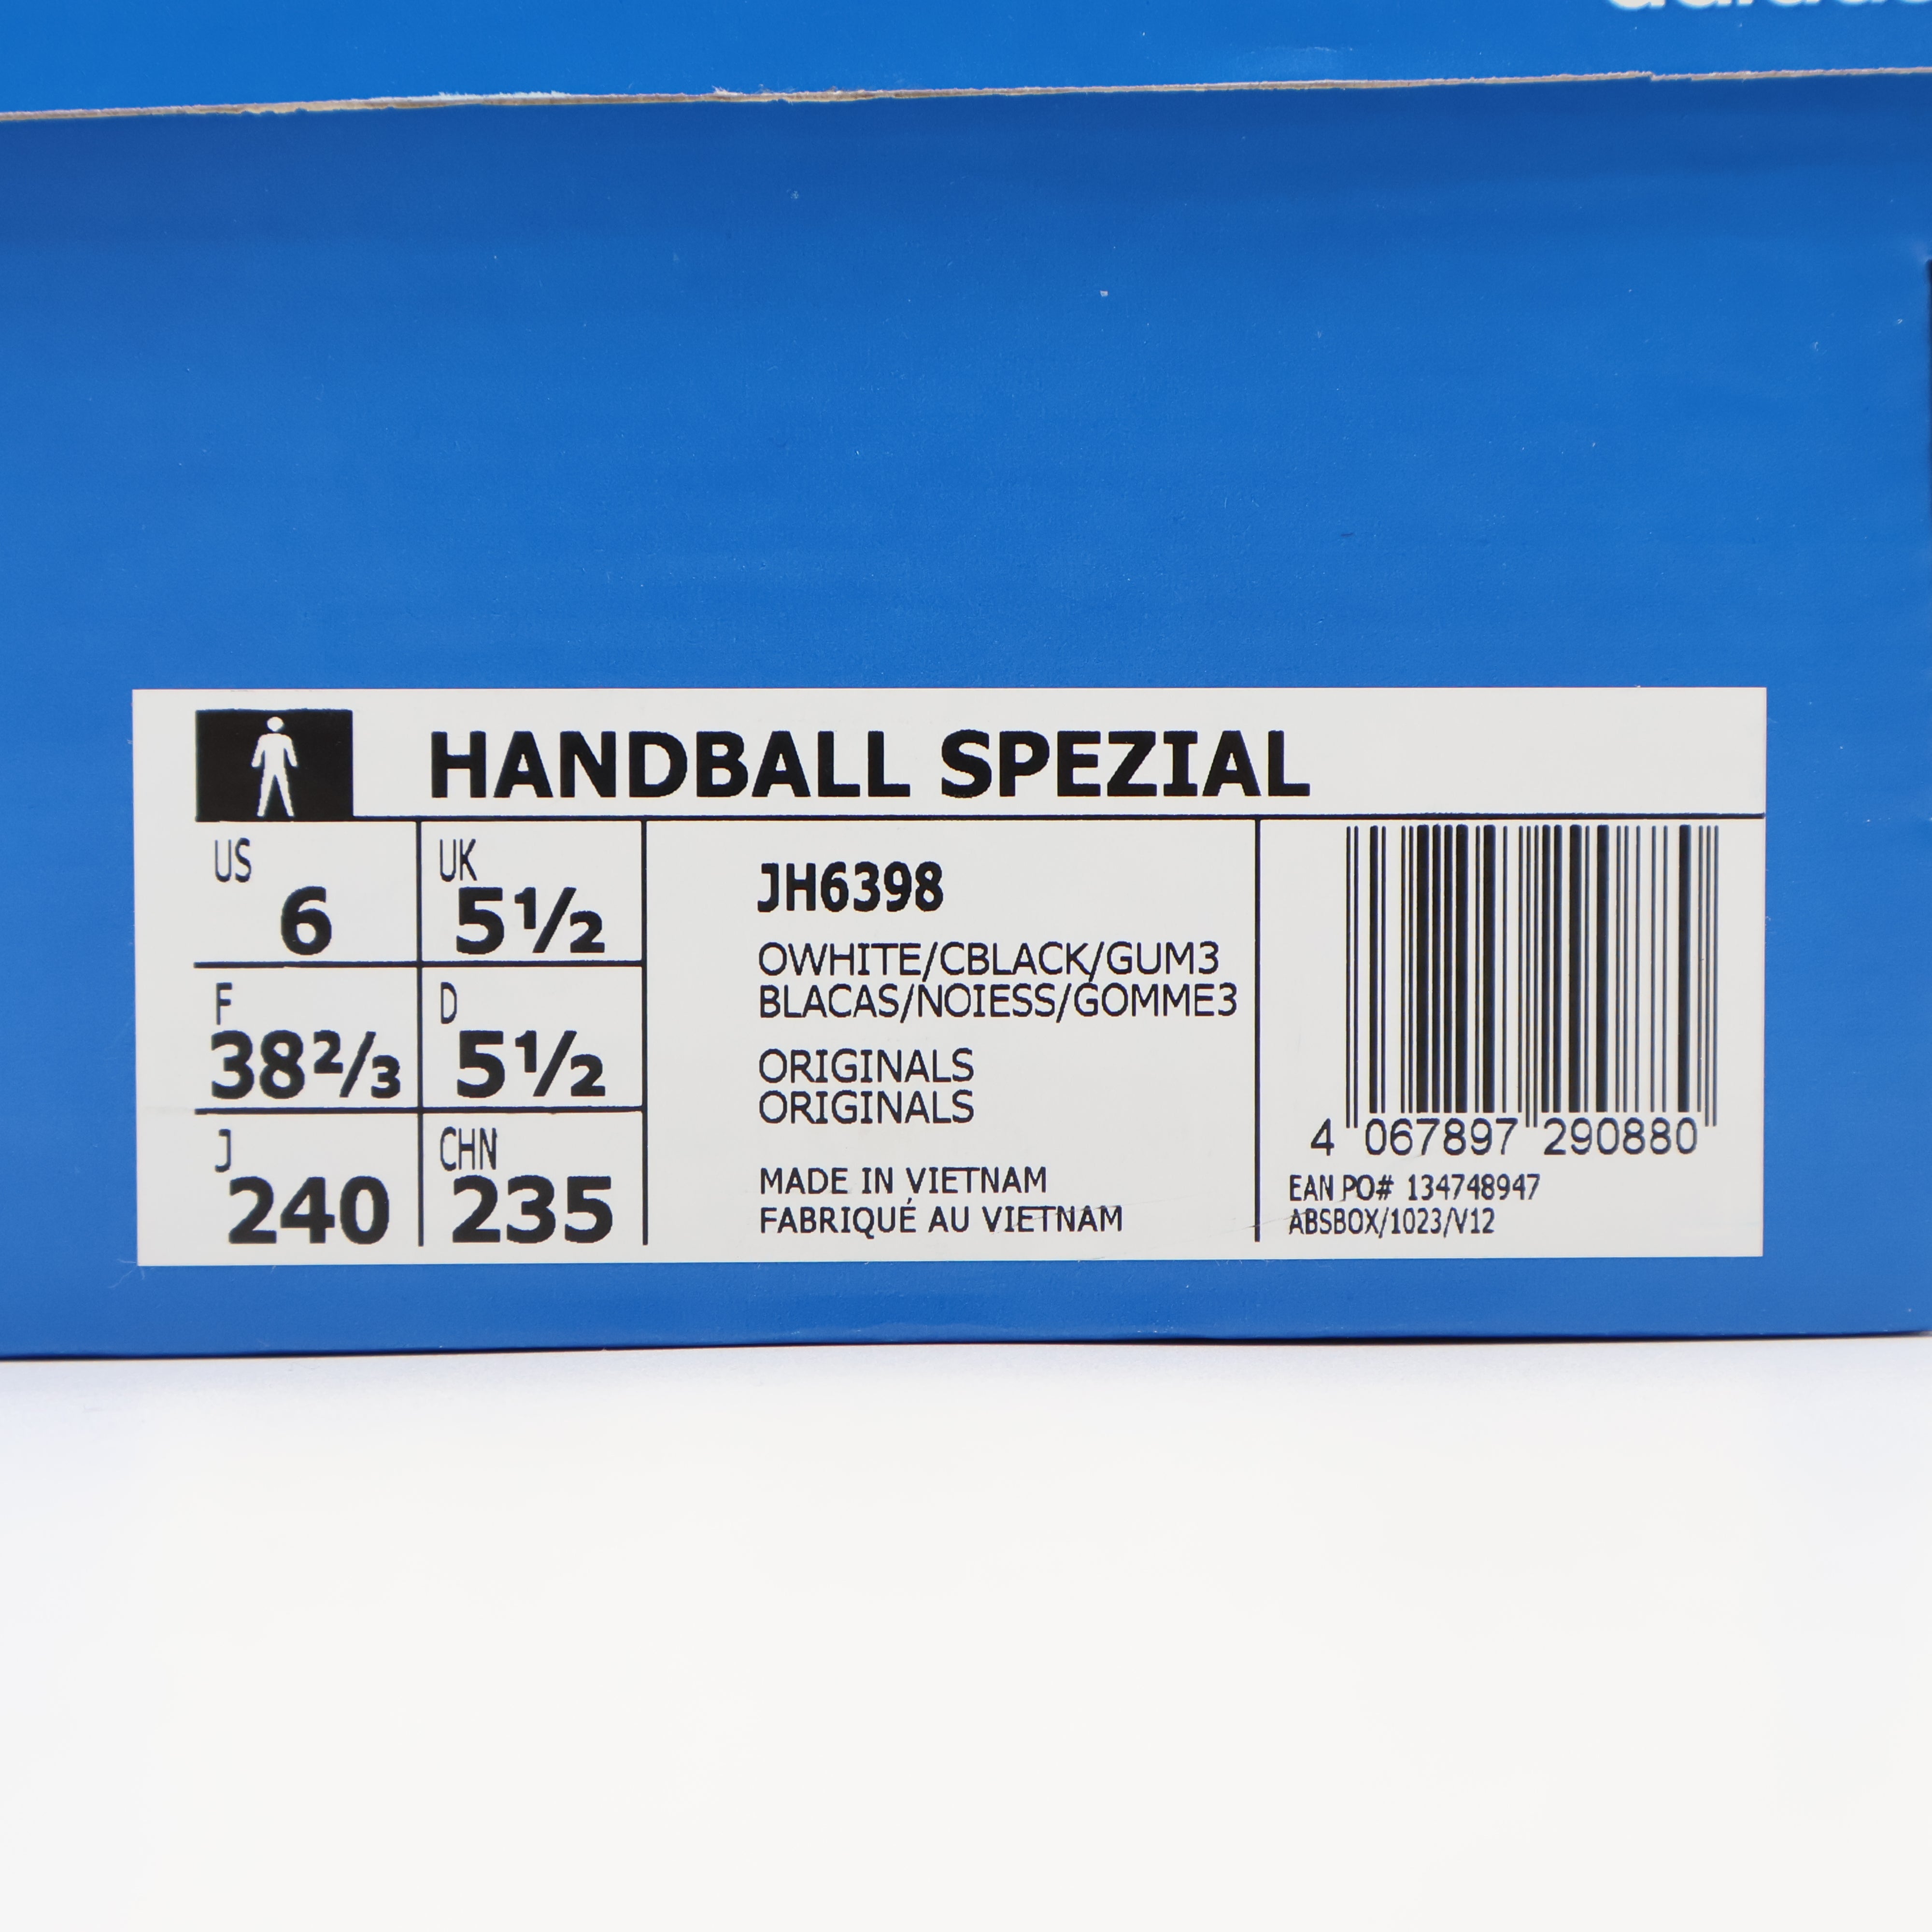 adidas
HANDBALL SPEZIAL
US
6
UK
5½
F
38⅔
D
5½
J
240
CHN
235
JH6398
OWHITE/CBLACK/GUM3
BLACAS/NOIESS/GOMME3
ORIGINALS
ORIGINALS
MADE IN VIETNAM
FABRIQUÉ AU VIETNAM
4 067897 290880
EAN PO# 134748947
ABSBOX/1023/V12